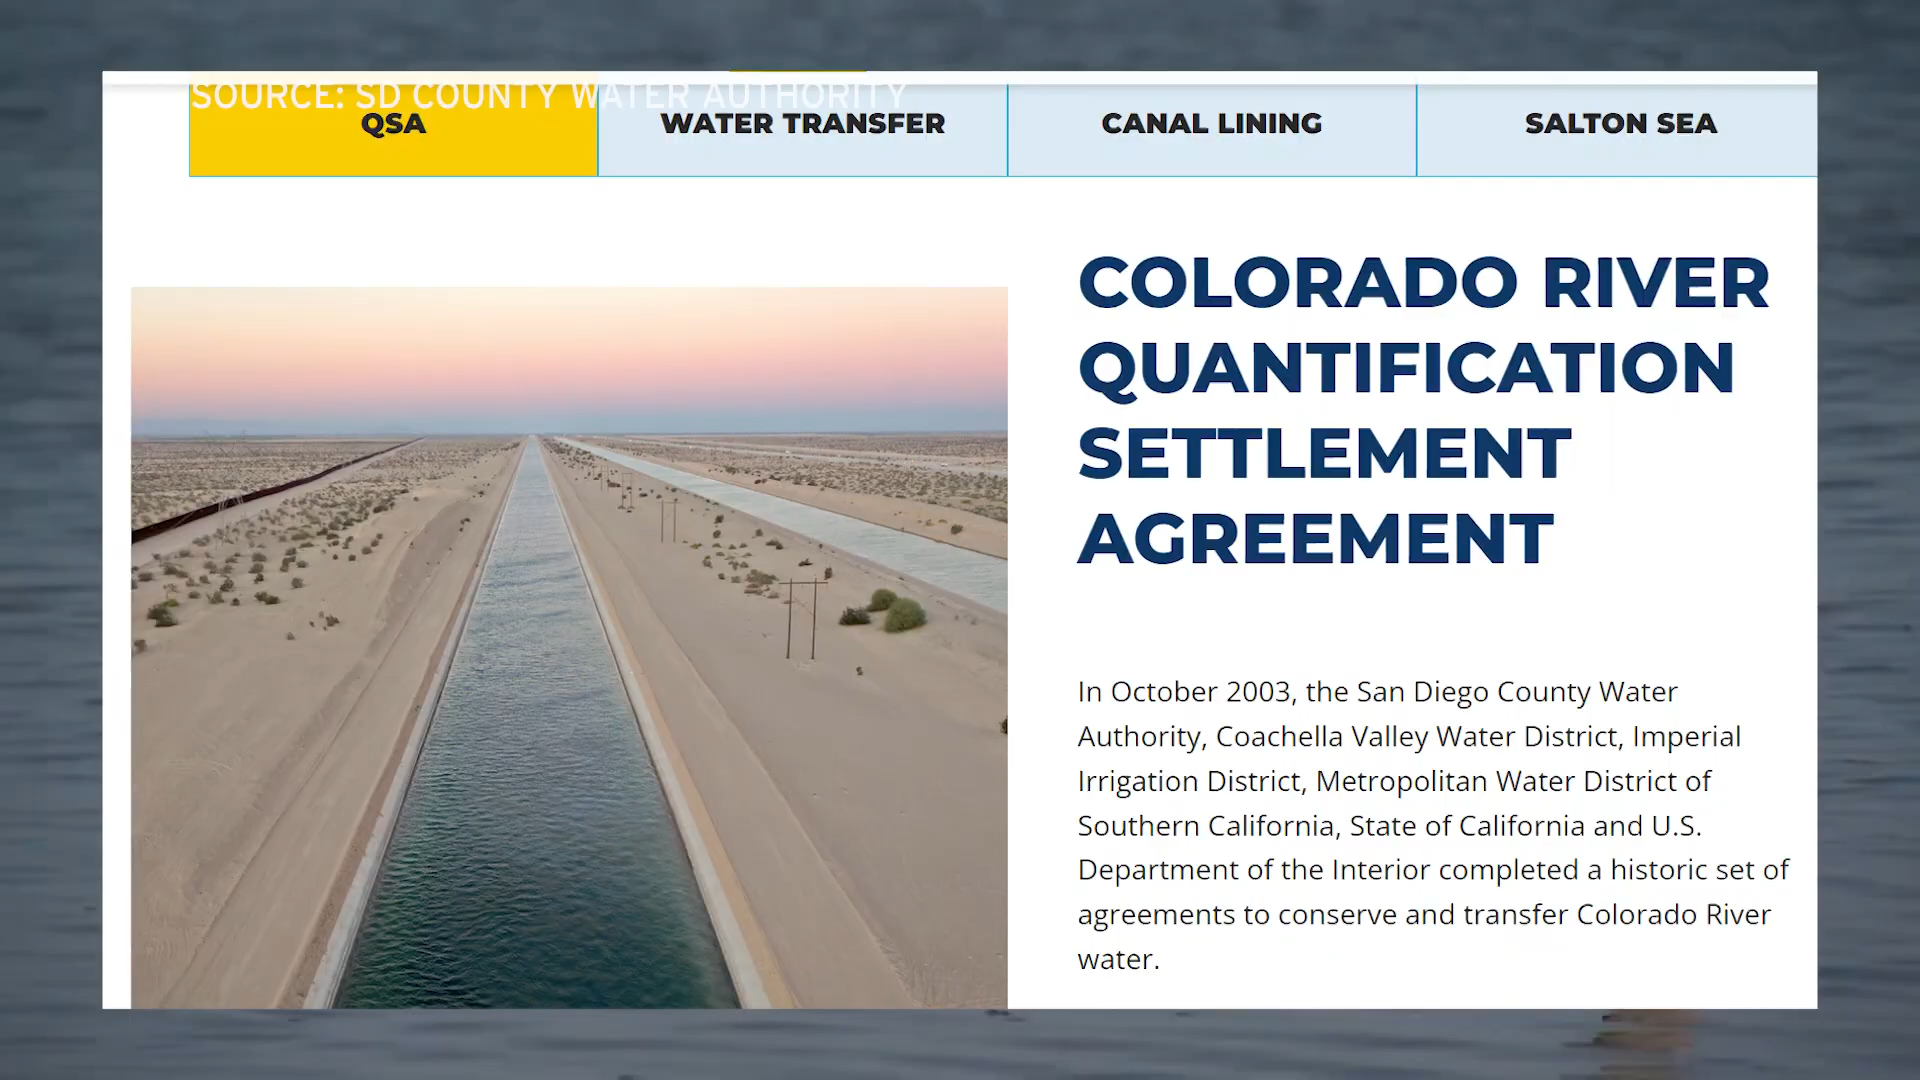 SOURCE: SD COUNTY WATER AUTHORITY
QSA
WATER TRANSFER
CANAL LINING
SALTON SEA
COLORADO RIVER
QUANTIFICATION
SETTLEMENT
AGREEMENT
In October 2003, the San Diego County Water
Authority, Coachella Valley Water District, Imperial
Irrigation District, Metropolitan Water District of
Southern California, State of California and U.S.
Department of the Interior completed a historic set of
agreements to conserve and transfer Colorado River
water.